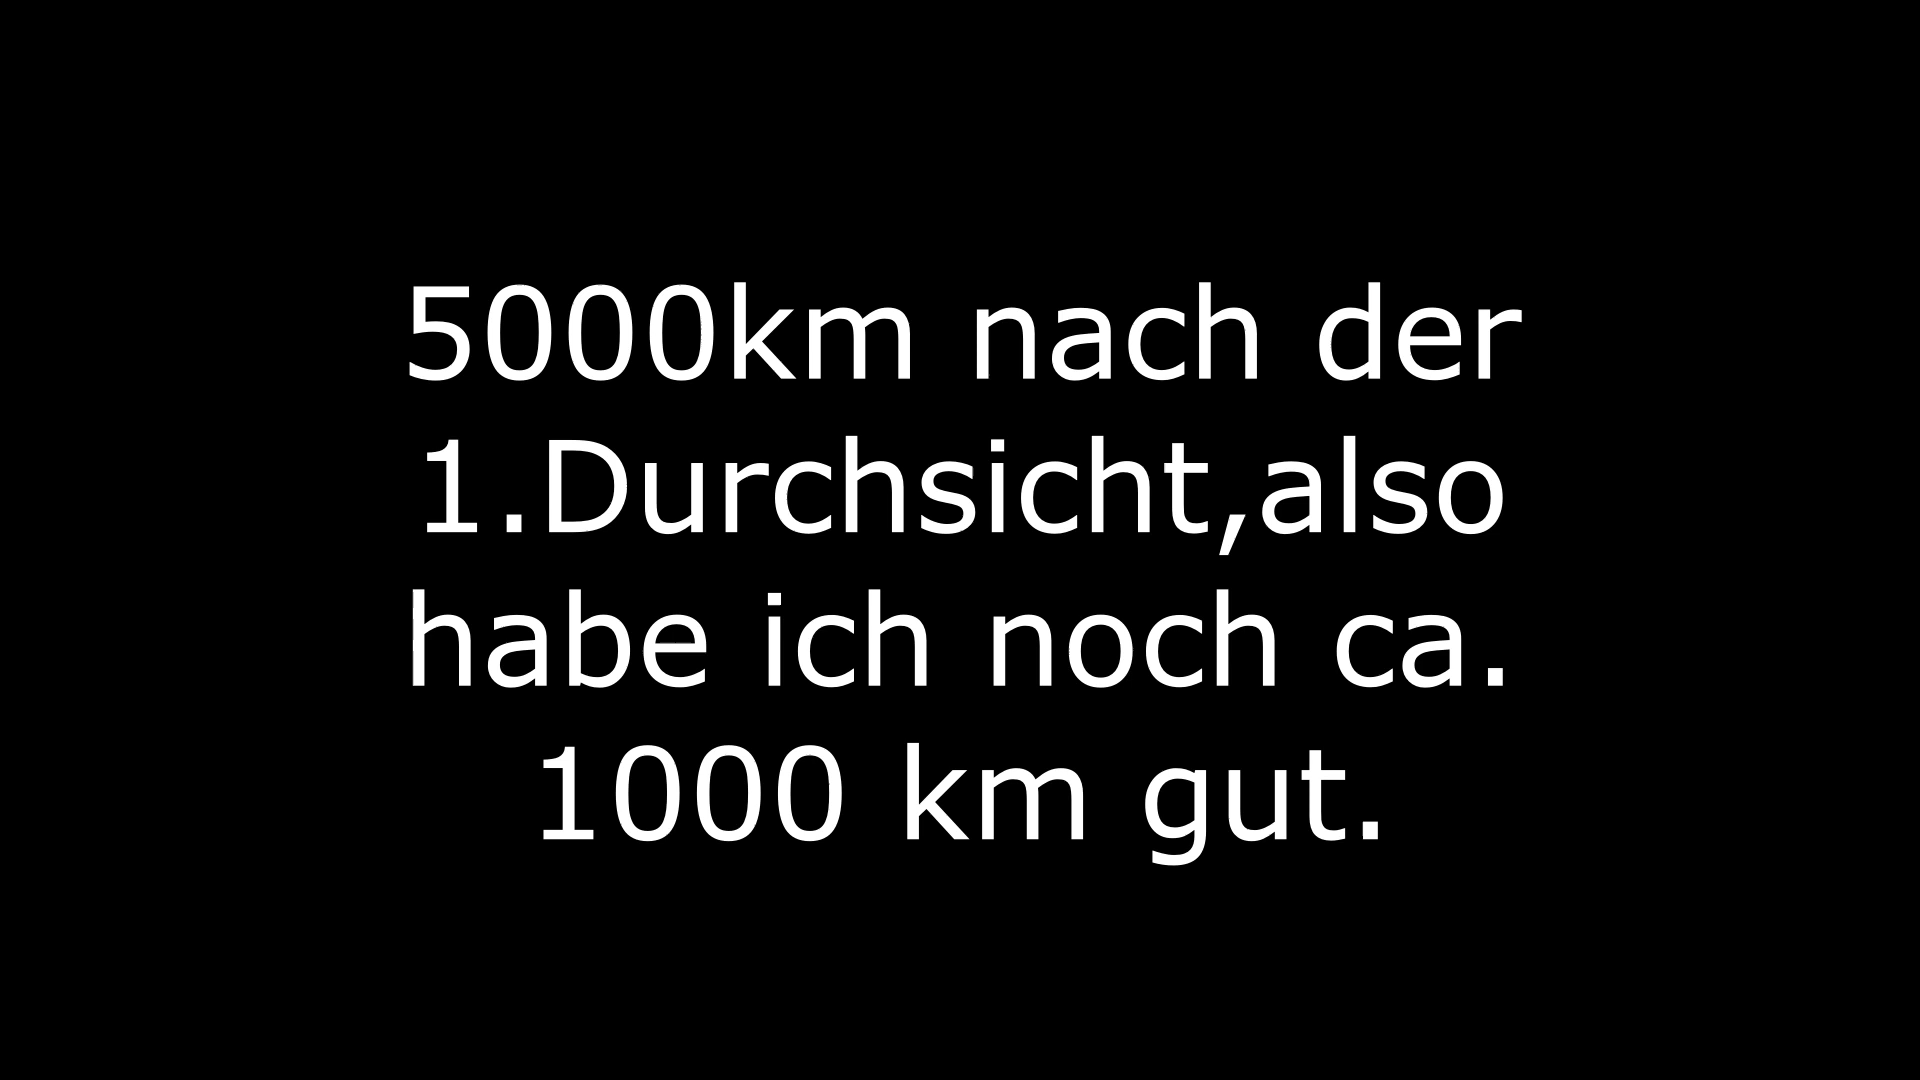 5000km nach der
1.Durchsicht,also
habe ich noch ca.
1000 km gut.